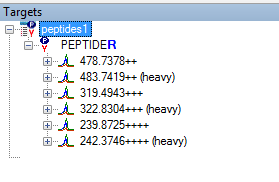 Targets
peptides1
PEPTIDER
478.7378++
483.7419++ (heavy)
319.4943+++
322.8304+++ (heavy)
239.8725++++
242.3746++++ (heavy)